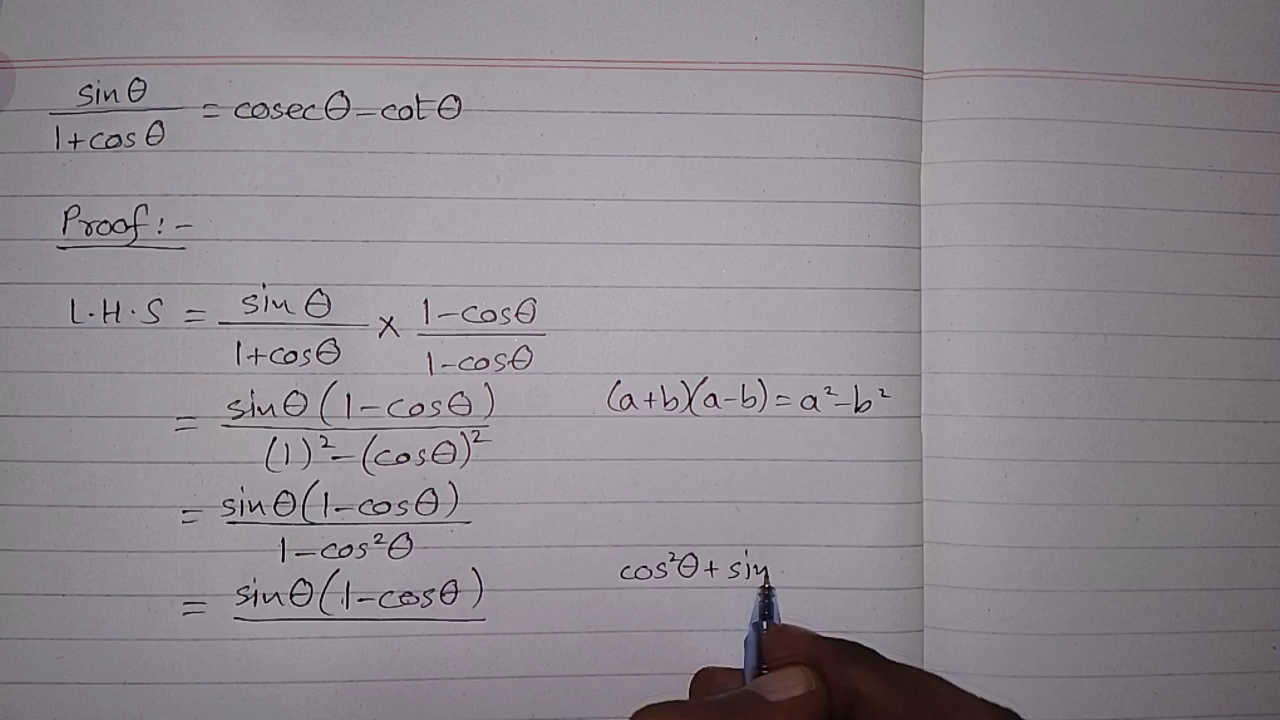 sinθ/1+cosθ = cosecθ-cotθ
Proof:-
L.H.S = sinθ/1+cosθ × 1-cosθ/1-cosθ
= sinθ(1-cosθ)/(1)²-(cosθ)² (a+b)(a-b)=a²-b²
= sinθ(1-cosθ)/1-cos²θ
= sinθ(1-cosθ) cos²θ+sin